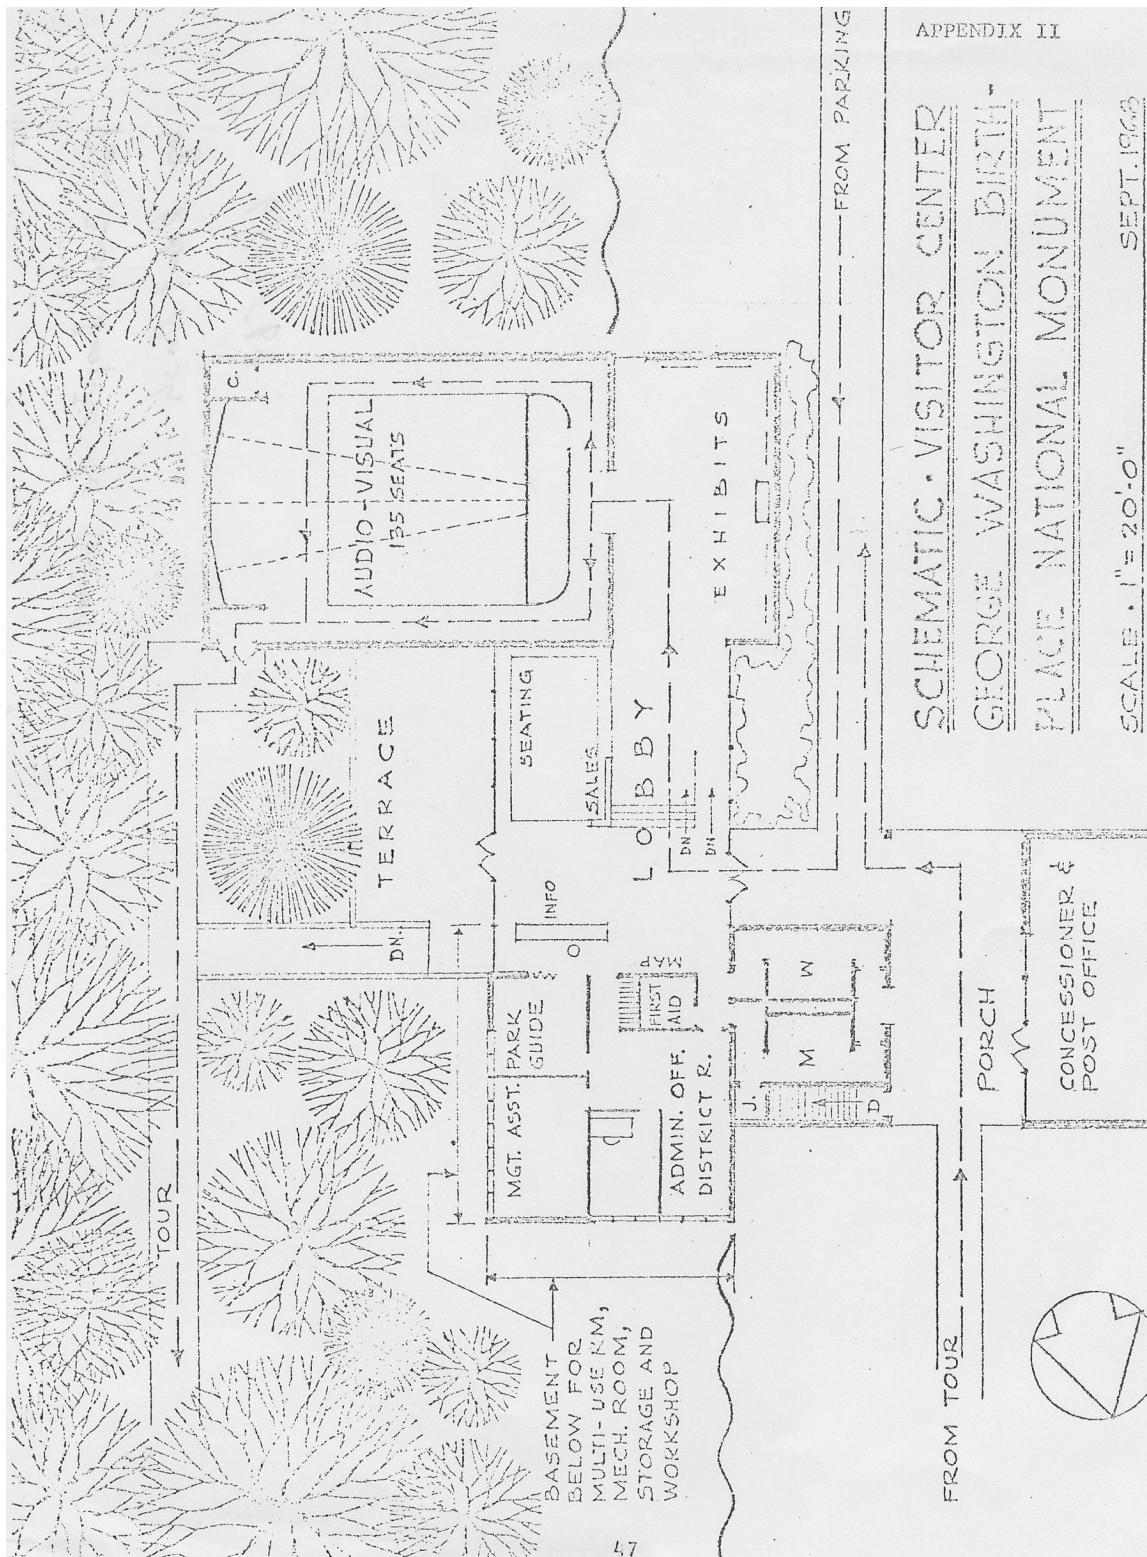 APPENDIX II
SCHEMATIC · VISITOR CENTER
GEORGE WASHINGTON BIRTH-
PLACE NATIONAL MONUMENT
SCALE · 1" = 20'-0"
SEPT. 1968
FROM PARKING
C.
AUDIO-VISUAL
135 SEATS
EXHIBITS
TERRACE
SEATING
SALES
LOBBY
DN
DN
DN.
INFO
MAP
FIRST
AID
PARK
GUIDE
MGT. ASST.
ADMIN. OFF.
DISTRICT R.
W
M
J.
D
PORCH
CONCESSIONER &
POST OFFICE
TOUR
FROM TOUR
BASEMENT
BELOW FOR
MULTI-USE RM,
MECH. ROOM,
STORAGE AND
WORKSHOP
47